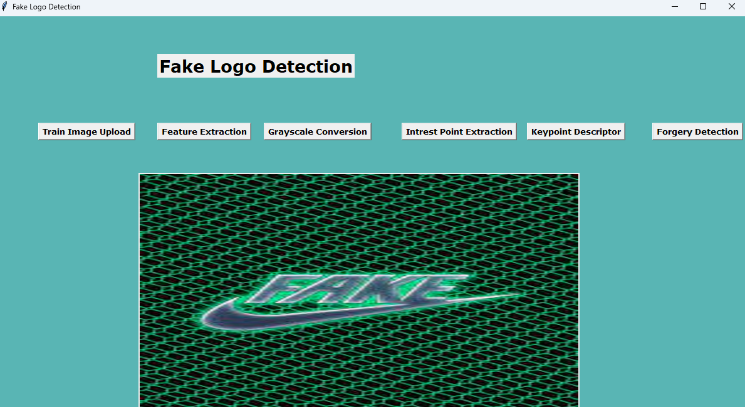 Fake Logo Detection
Fake Logo Detection
Train Image Upload
Feature Extraction
Grayscale Conversion
Intrest Point Extraction
Keypoint Descriptor
Forgery Detection
FAKE